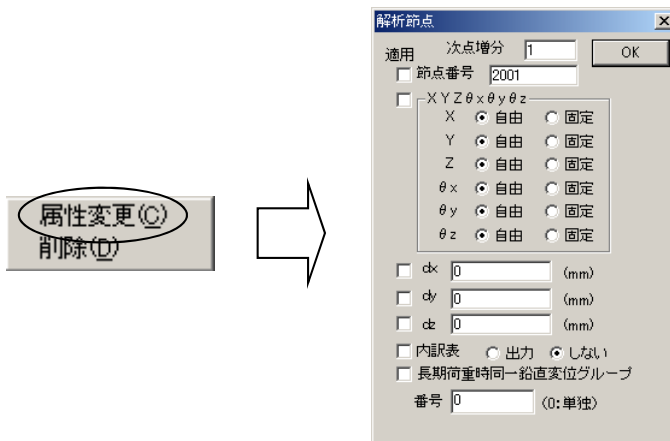 属性変更(C)
削除(D)
解析節点
適用 次点増分 1 OK
節点番号 2001
XYZθxθyθz
X 自由 固定
Y 自由 固定
Z 自由 固定
θx 自由 固定
θy 自由 固定
θz 自由 固定
dx 0 (mm)
dy 0 (mm)
dz 0 (mm)
内訳表 出力 しない
長期荷重時同一鉛直変位グループ
番号 0 (0:単独)